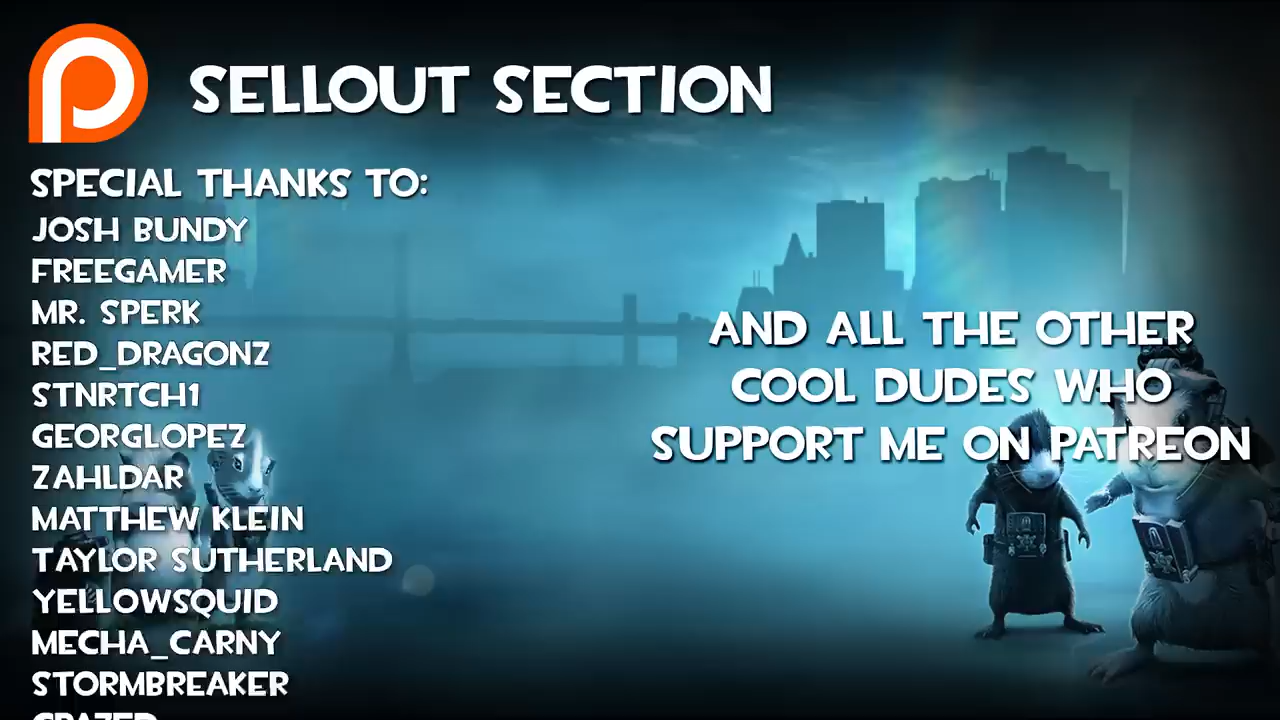 SELLOUT SECTION
SPECIAL THANKS TO:
JOSH BUNDY
FREEGAMER
MR. SPERK
RED_DRAGONZ
STNRTCH1
GEORGLOPEZ
ZAHLDAR
MATTHEW KLEIN
TAYLOR SUTHERLAND
YELLOWSQUID
MECHA_CARNY
STORMBREAKER
AND ALL THE OTHER
COOL DUDES WHO
SUPPORT ME ON PATREON